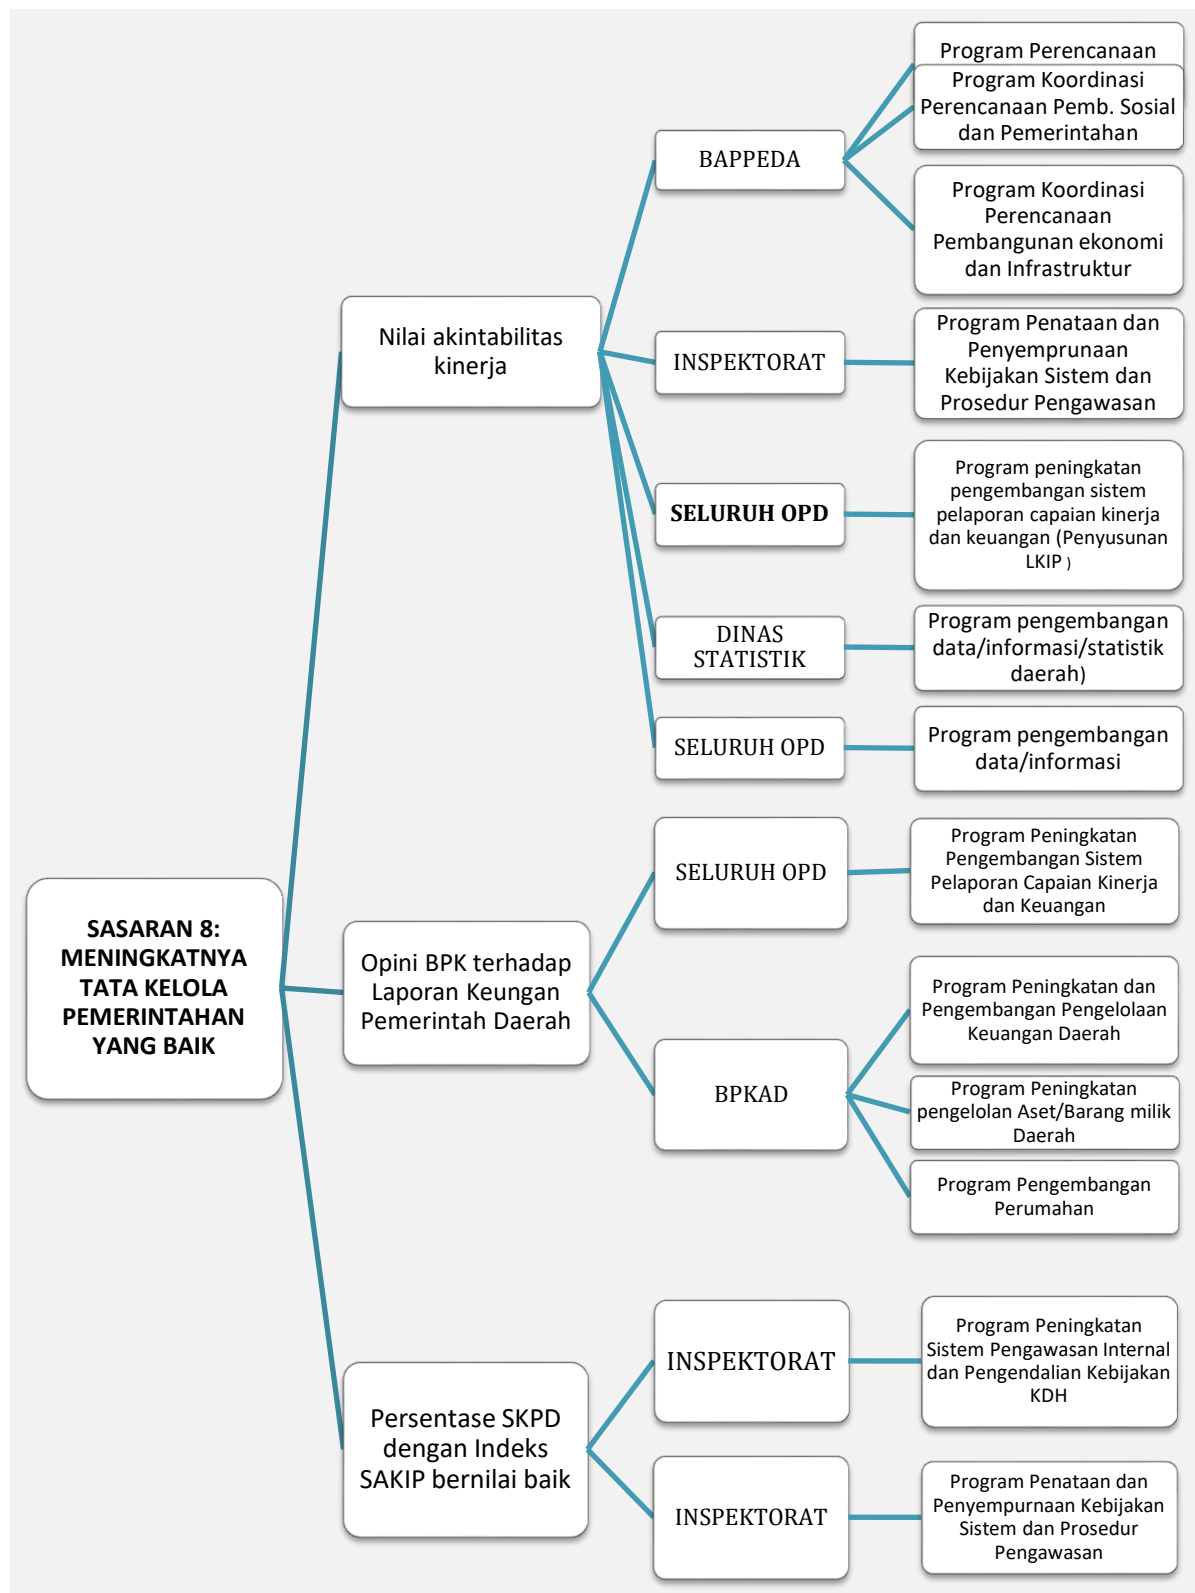 SASARAN 8:
MENINGKATNYA
TATA KELOLA
PEMERINTAHAN
YANG BAIK
Nilai akintabilitas
kinerja
BAPPEDA
Program Perencanaan
Program Koordinasi
Perencanaan Pemb. Sosial
dan Pemerintahan
Program Koordinasi
Perencanaan
Pembangunan ekonomi
dan Infrastruktur
INSPEKTORAT
Program Penataan dan
Penyemprunaan
Kebijakan Sistem dan
Prosedur Pengawasan
SELURUH OPD
Program peningkatan
pengembangan sistem
pelaporan capaian kinerja
dan keuangan (Penyusunan
LKIP )
DINAS
STATISTIK
Program pengembangan
data/informasi/statistik
daerah)
SELURUH OPD
Program pengembangan
data/informasi
Opini BPK terhadap
Laporan Keungan
Pemerintah Daerah
SELURUH OPD
Program Peningkatan
Pengembangan Sistem
Pelaporan Capaian Kinerja
dan Keuangan
BPKAD
Program Peningkatan dan
Pengembangan Pengelolaan
Keuangan Daerah
Program Peningkatan
pengelolan Aset/Barang milik
Daerah
Program Pengembangan
Perumahan
Persentase SKPD
dengan Indeks
SAKIP bernilai baik
INSPEKTORAT
Program Peningkatan
Sistem Pengawasan Internal
dan Pengendalian Kebijakan
KDH
INSPEKTORAT
Program Penataan dan
Penyempurnaan Kebijakan
Sistem dan Prosedur
Pengawasan